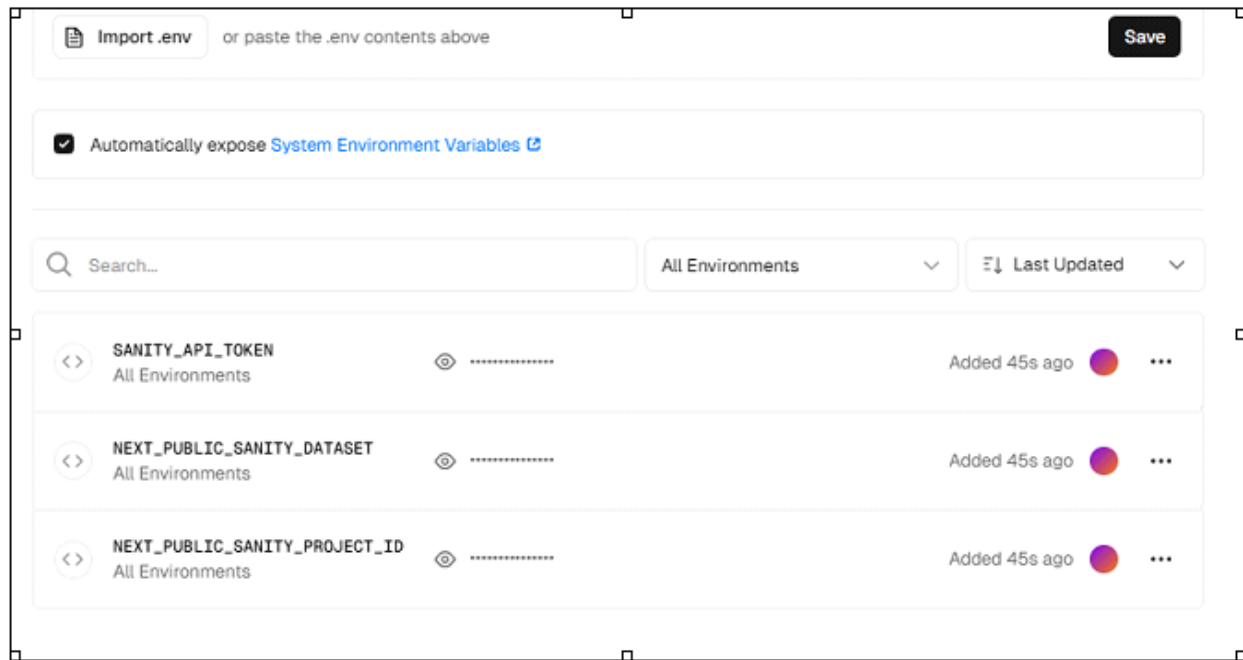 Import .env or paste the .env contents above Save
Automatically expose System Environment Variables
Search... All Environments Last Updated
SANITY_API_TOKEN
All Environments
Added 45s ago
NEXT_PUBLIC_SANITY_DATASET
All Environments
Added 45s ago
NEXT_PUBLIC_SANITY_PROJECT_ID
All Environments
Added 45s ago